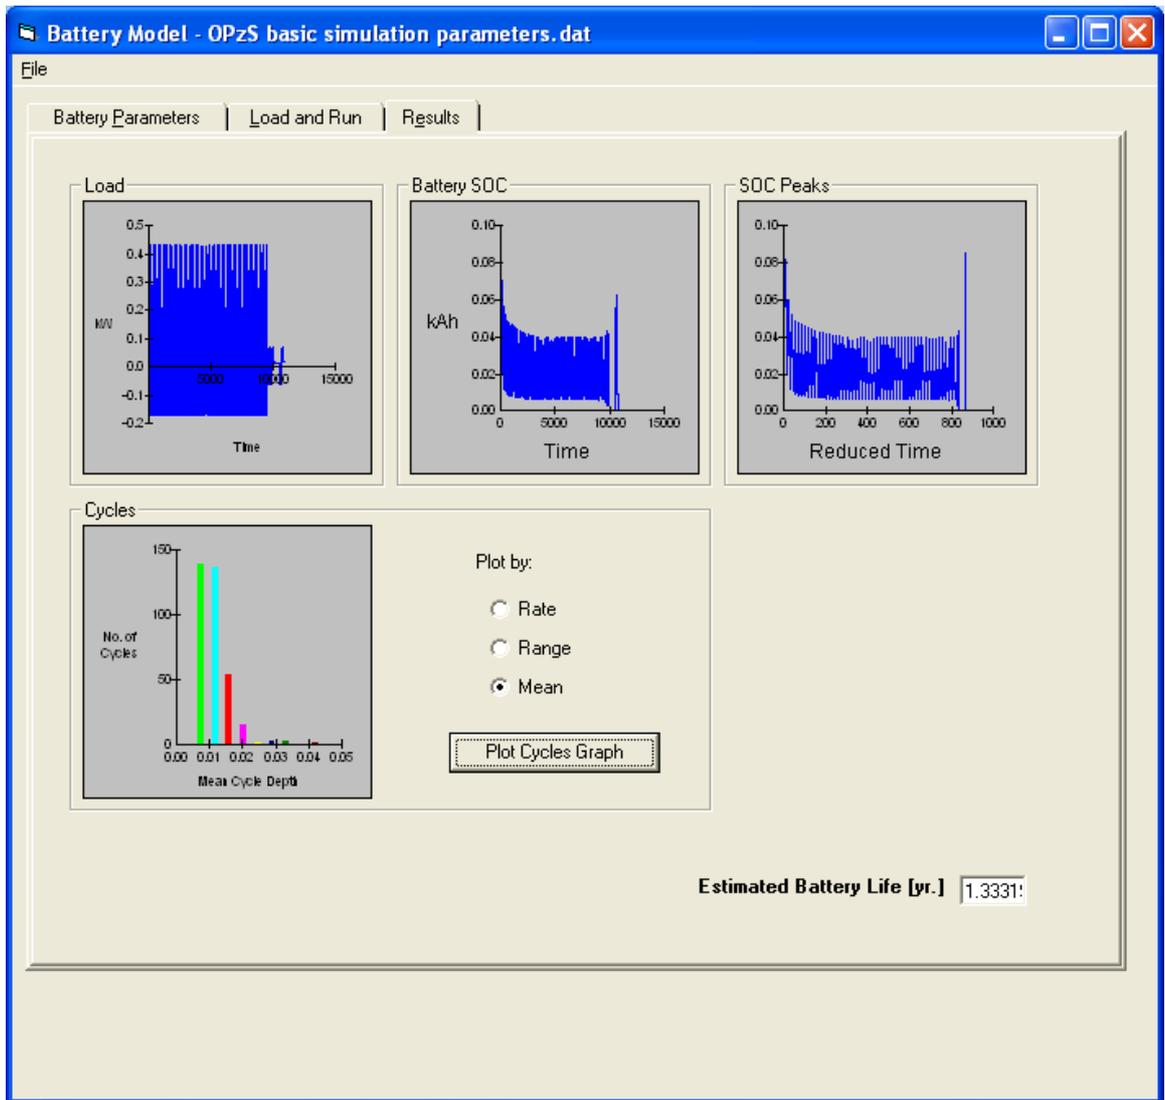 Battery Model - OPzS basic simulation parameters.dat
File
Battery Parameters
Load and Run
Results
Load
0.5
0.4
0.3
0.2
kW
0.1
0.0
5000
10000
15000
-0.1
-0.2
Time
Battery SOC
0.10
0.08
0.06
kAh
0.04
0.02
0.00
0
5000
10000
15000
Time
SOC Peaks
0.10
0.08
0.06
0.04
0.02
0.00
0
200
400
600
800
1000
Reduced Time
Cycles
150
100
No. of
Cycles
50
0
0.00 0.01 0.02 0.03 0.04 0.05
Mean Cycle Depth
Plot by:
Rate
Range
Mean
Plot Cycles Graph
Estimated Battery Life [yr.]
1.3331